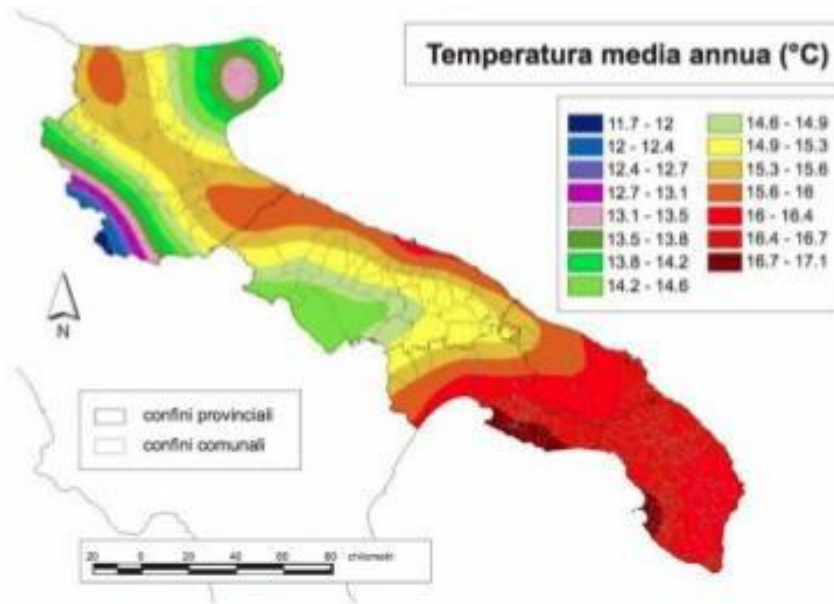 Temperatura media annua (°C)
11.7 - 12
12 - 12.4
12.4 - 12.7
12.7 - 13.1
13.1 - 13.5
13.5 - 13.8
13.8 - 14.2
14.2 - 14.6
14.6 - 14.9
14.9 - 15.3
15.3 - 15.6
15.6 - 16
16 - 16.4
16.4 - 16.7
16.7 - 17.1
N
confini provinciali
confini comunali
20 0 20 40 60 80 chilometri